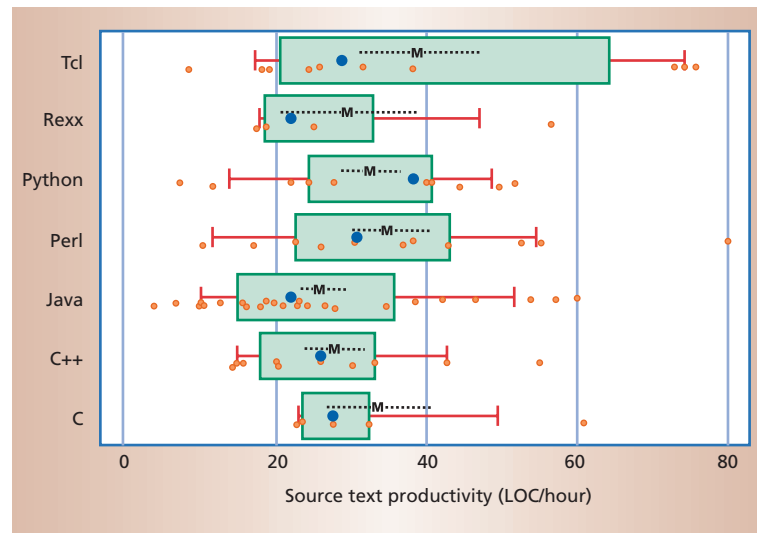 Tcl
M
Rexx
M
Python
M
Perl
M
Java
M
C++
M
C
M
0 20 40 60 80
Source text productivity (LOC/hour)